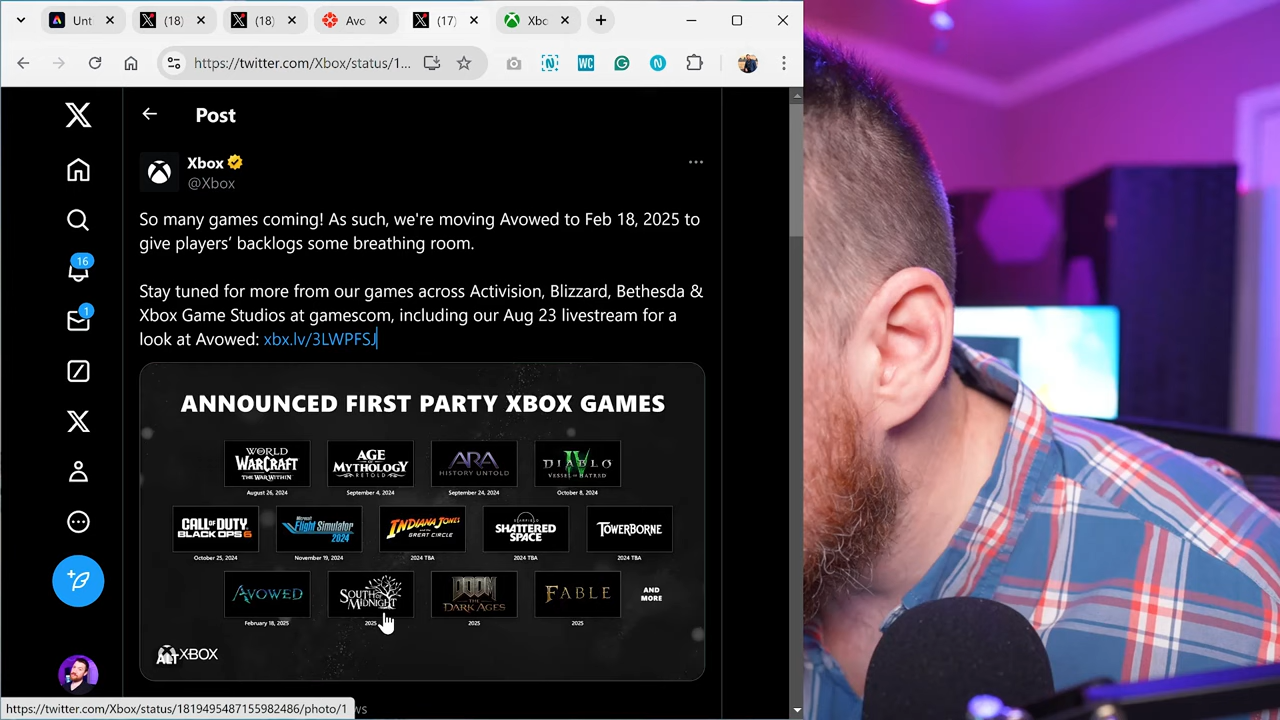 Unt
(18)
(18)
Avo
(17)
Xbo
https://twitter.com/Xbox/status/1...
WC
N
Post
Xbox
@Xbox
16
1
So many games coming! As such, we're moving Avowed to Feb 18, 2025 to
give players’ backlogs some breathing room.
Stay tuned for more from our games across Activision, Blizzard, Bethesda &
Xbox Game Studios at gamescom, including our Aug 23 livestream for a
look at Avowed: xbx.lv/3LWPFSJ
ANNOUNCED FIRST PARTY XBOX GAMES
WORLD
WARCRAFT
THE WAR WITHIN
August 26, 2024
AGE
MYTHOLOGY
RETOLD
September 4, 2024
ARA
HISTORY UNTOLD
September 24, 2024
DIABLO
IV
VESSEL OF HATRED
October 8, 2024
CALL OF DUTY
BLACK OPS 6
October 25, 2024
Microsoft
Flight Simulator
2024
November 19, 2024
INDIANA JONES
GREAT CIRCLE
2024 TBA
STARFIELD
SHATTERED
SPACE
2024 TBA
TOWERBORNE
2024 TBA
AVOWED
February 18, 2025
SOUTH
MIDNIGHT
2025
DOOM
THE
DARK AGES
2025
FABLE
2025
AND
MORE
ALT
XBOX
https://twitter.com/Xbox/status/1819495487155982486/photo/1